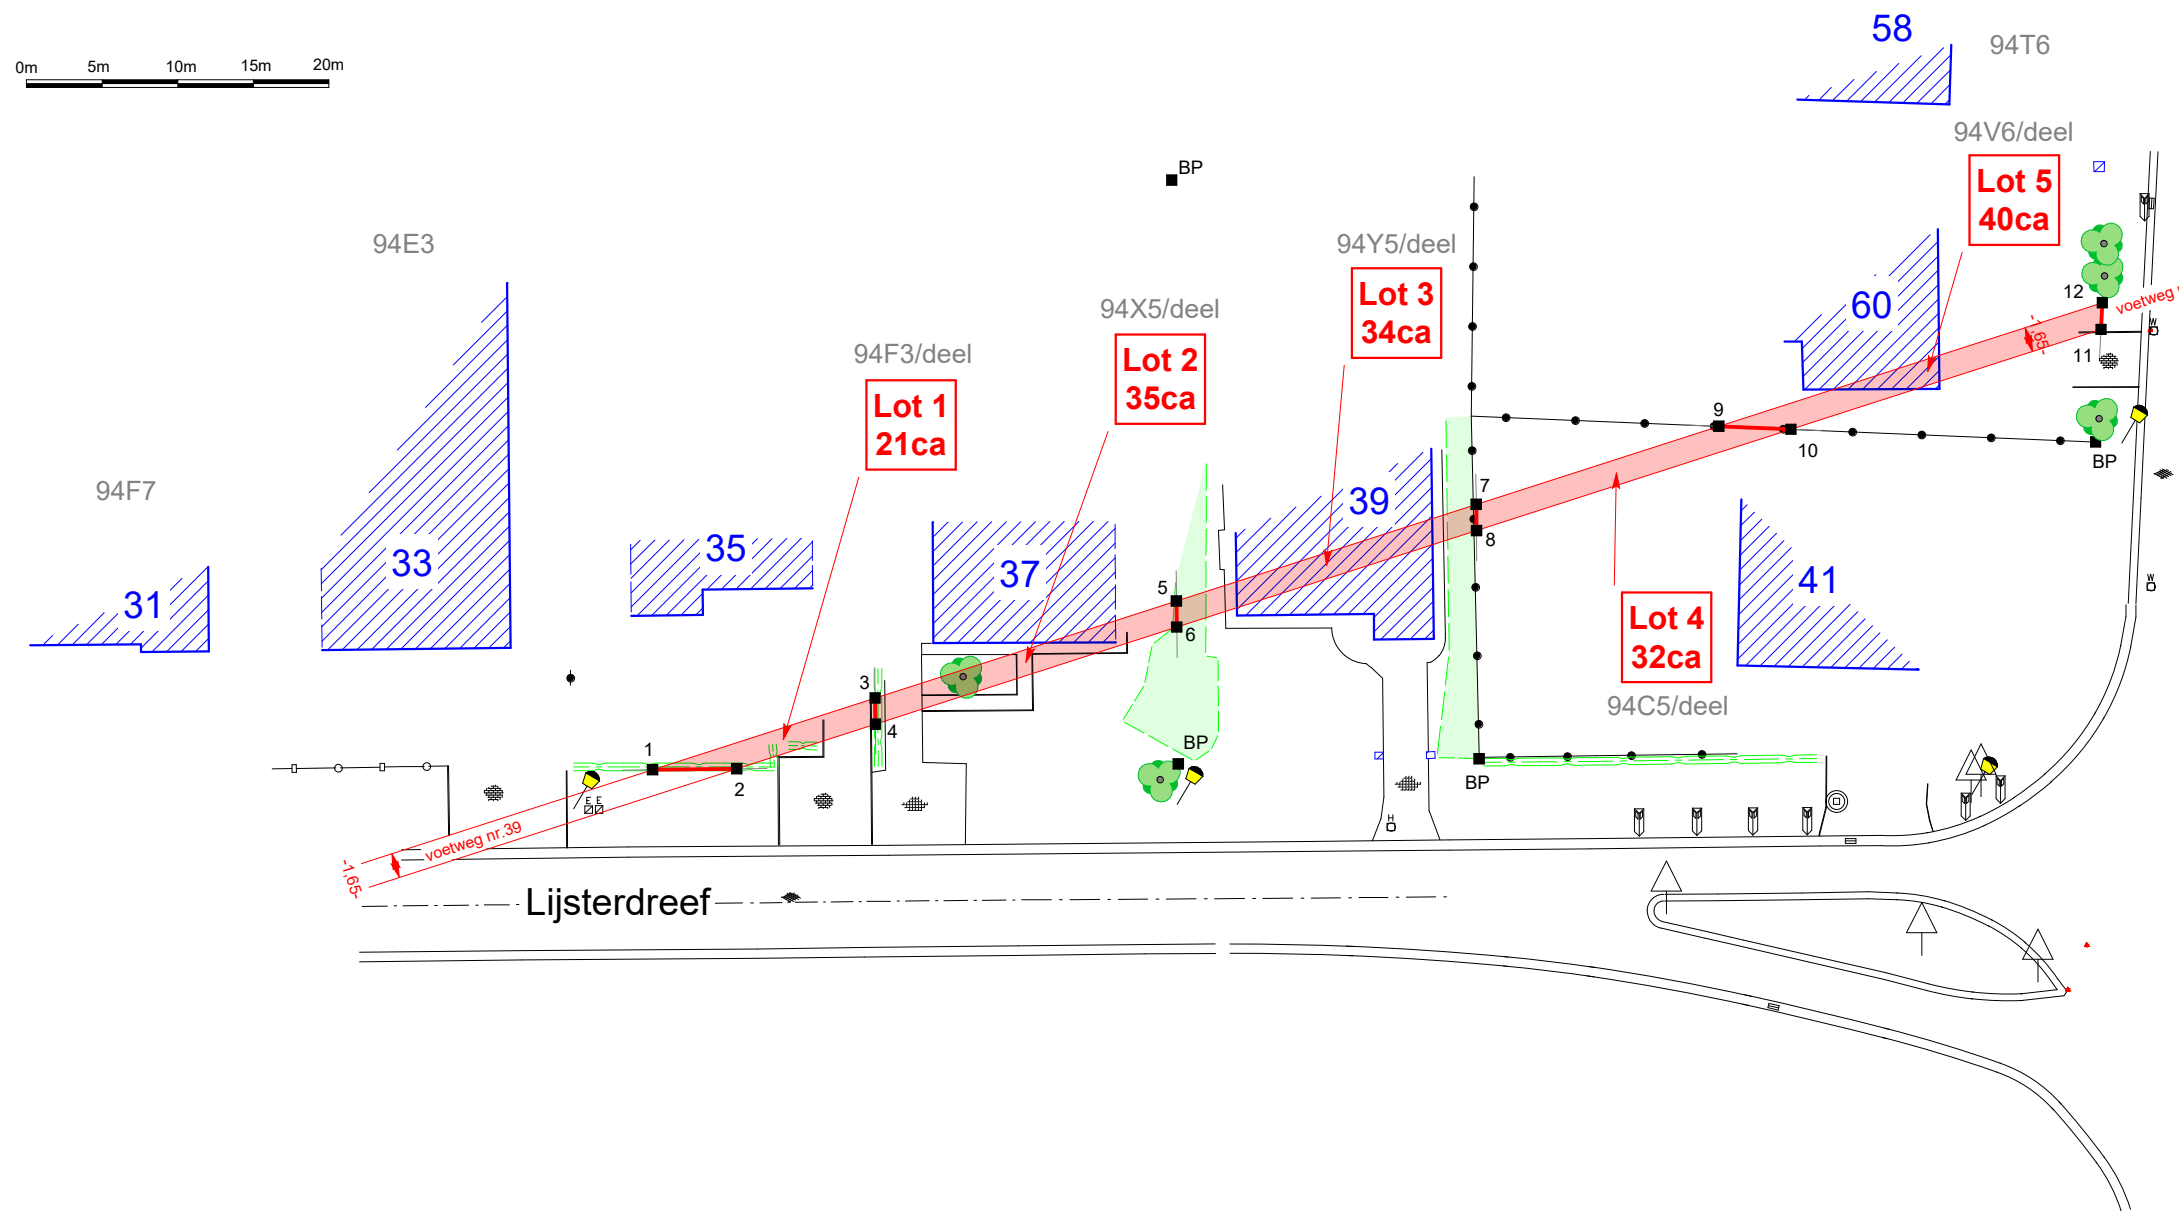 58
94T6
0m 5m 10m 15m 20m
94V6/deel
BP
Lot 5
40ca
94E3
94Y5/deel
Lot 3
34ca
12
voetweg
60
W
94X5/deel
Lot 2
35ca
-1,65-
11
94F3/deel
Lot 1
21ca
9
10
BP
94F7
39
7
8
35
33
37
41
W
5
6
31
Lot 4
32ca
3
4
94C5/deel
1
2
BP
BP
E E
H
voetweg nr.39
-1,65-
Lijsterdreef